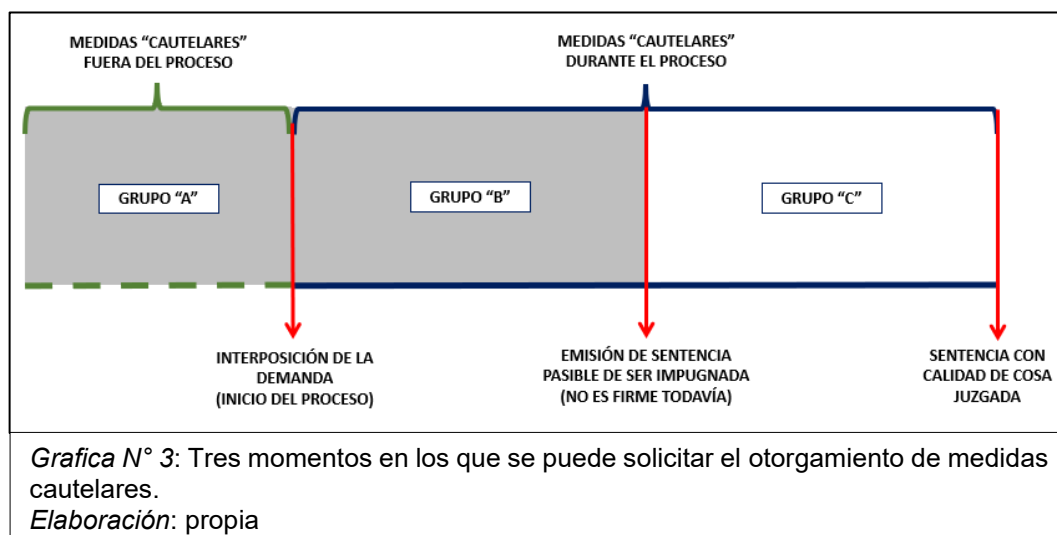 MEDIDAS “CAUTELARES”
FUERA DEL PROCESO
MEDIDAS “CAUTELARES”
DURANTE EL PROCESO
GRUPO “A”
GRUPO “B”
GRUPO “C”
INTERPOSICIÓN DE LA
DEMANDA
(INICIO DEL PROCESO)
EMISIÓN DE SENTENCIA
PASIBLE DE SER IMPUGNADA
(NO ES FIRME TODAVÍA)
SENTENCIA CON
CALIDAD DE COSA
JUZGADA
Grafica N° 3: Tres momentos en los que se puede solicitar el otorgamiento de medidas
cautelares.
Elaboración: propia